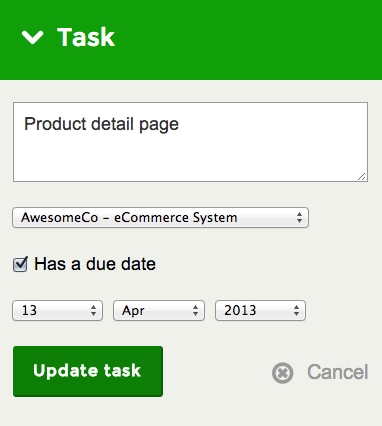 Task
Product detail page
AwesomeCo – eCommerce System
Has a due date
13 Apr 2013
Update task Cancel